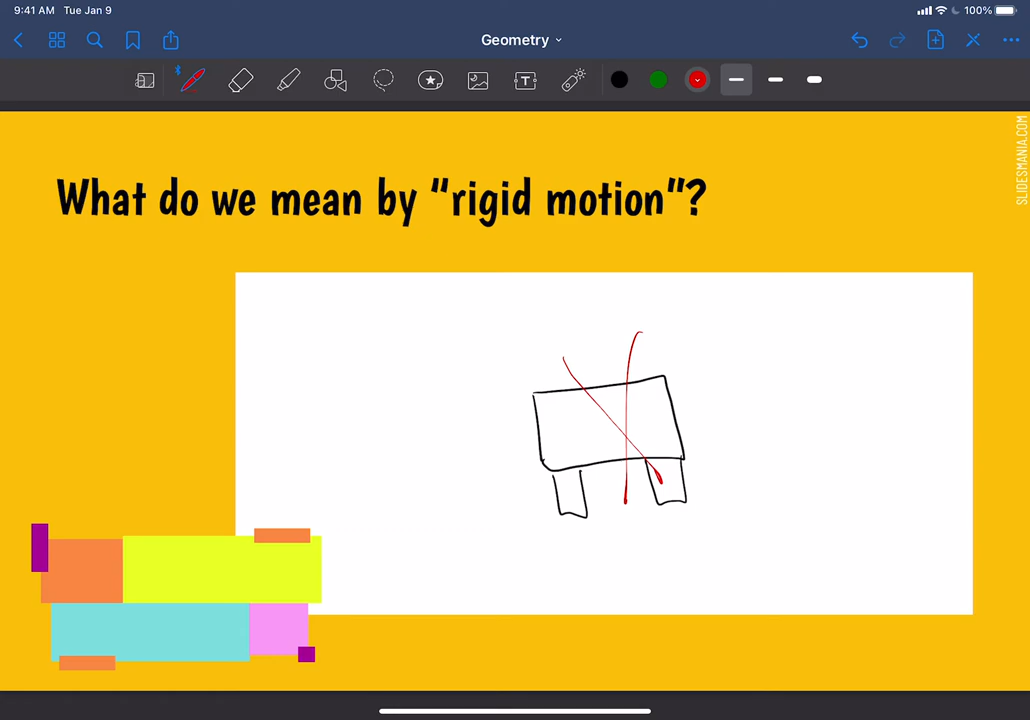 9:41 AM Tue Jan 9
100%
Geometry
T
SLIDESMANIA.COM
What do we mean by “rigid motion”?